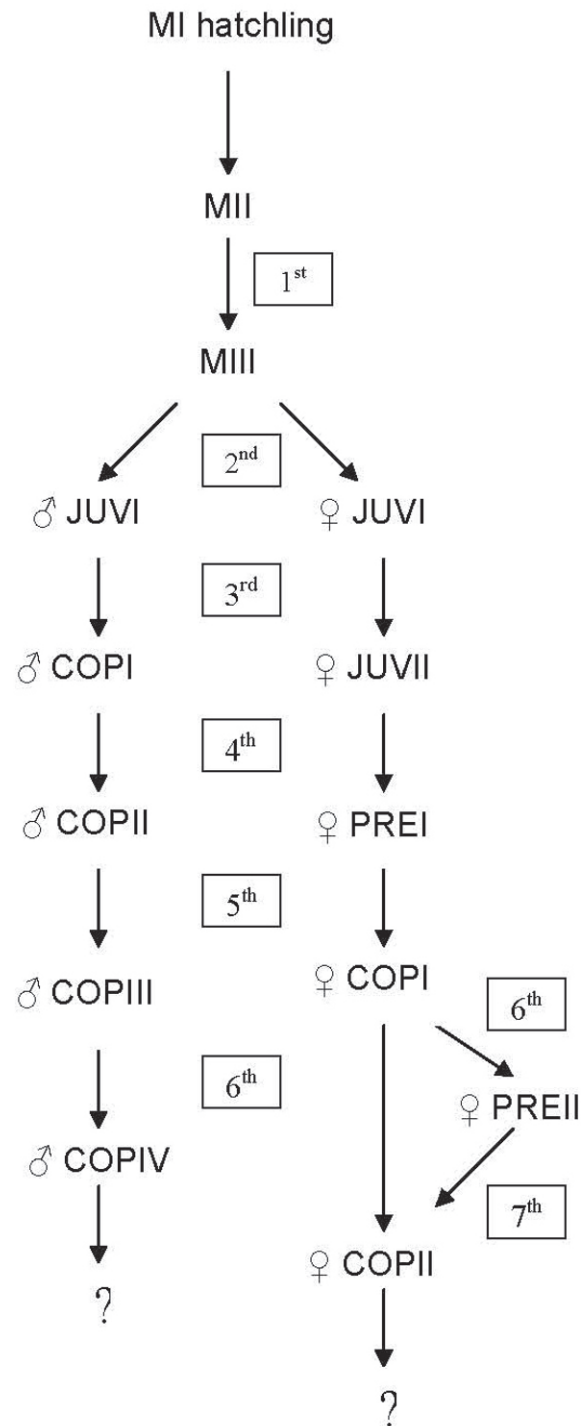 MI hatchling
MII
1st
MIII
2nd
♂ JUVI
♀ JUVI
3rd
♂ COPI
♀ JUVII
4th
♂ COPII
♀ PREI
5th
♂ COPIII
♀ COPI
6th
6th
♀ PREII
♂ COPIV
7th
♀ COPII
?
?